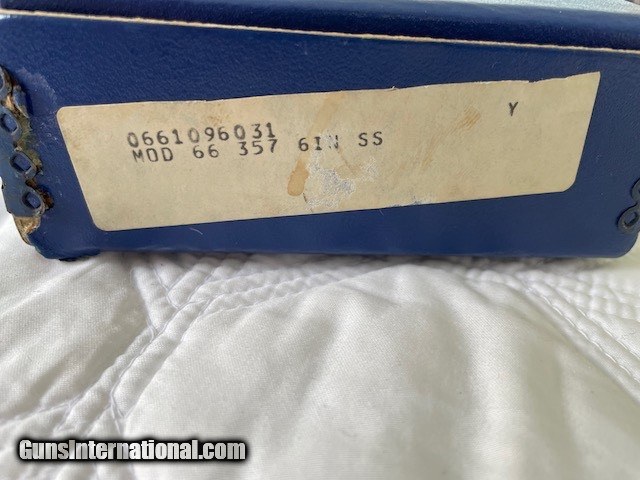 Y
0661096031
MOD 66 357 6IN SS
GunsInternational.com